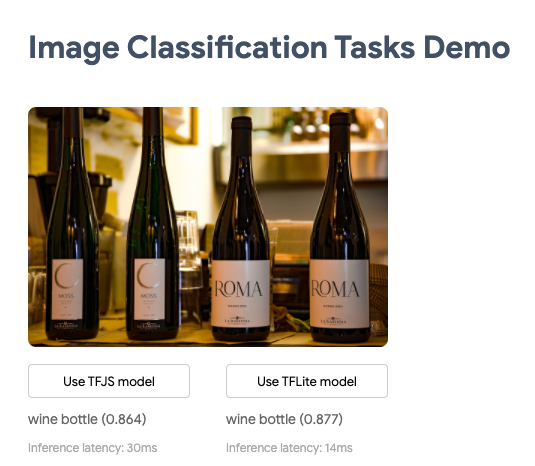 Image Classification Tasks Demo
MOSS
MOSS
ROMA
ROMA
Use TFJS model
Use TFLite model
wine bottle (0.864)
wine bottle (0.877)
Inference latency: 30ms
Inference latency: 14ms